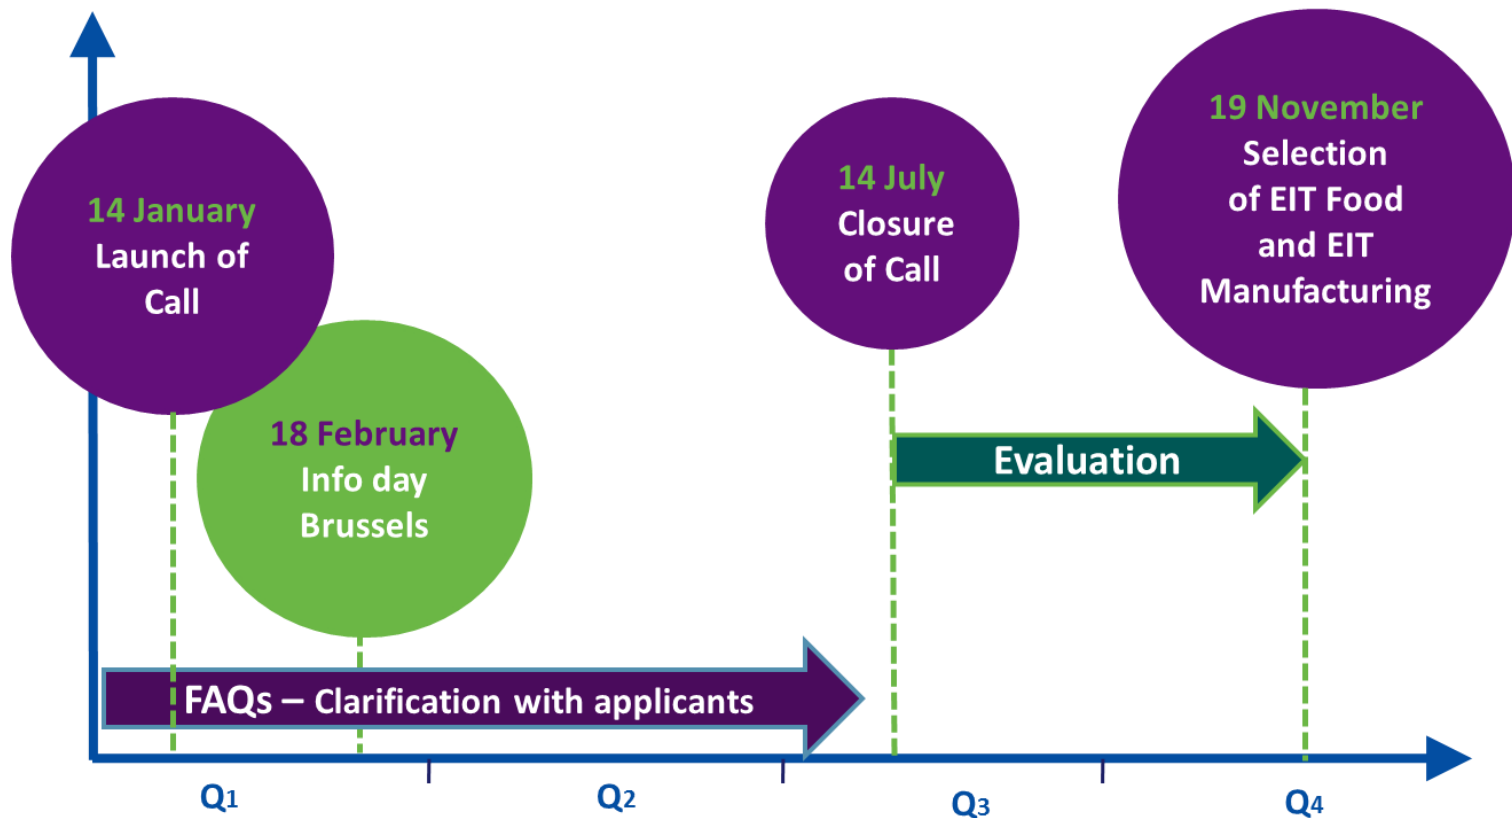 14 January
Launch of
Call
18 February
Info day
Brussels
14 July
Closure
of Call
19 November
Selection
of EIT Food
and EIT
Manufacturing
Evaluation
FAQs – Clarification with applicants
Q1
Q2
Q3
Q4